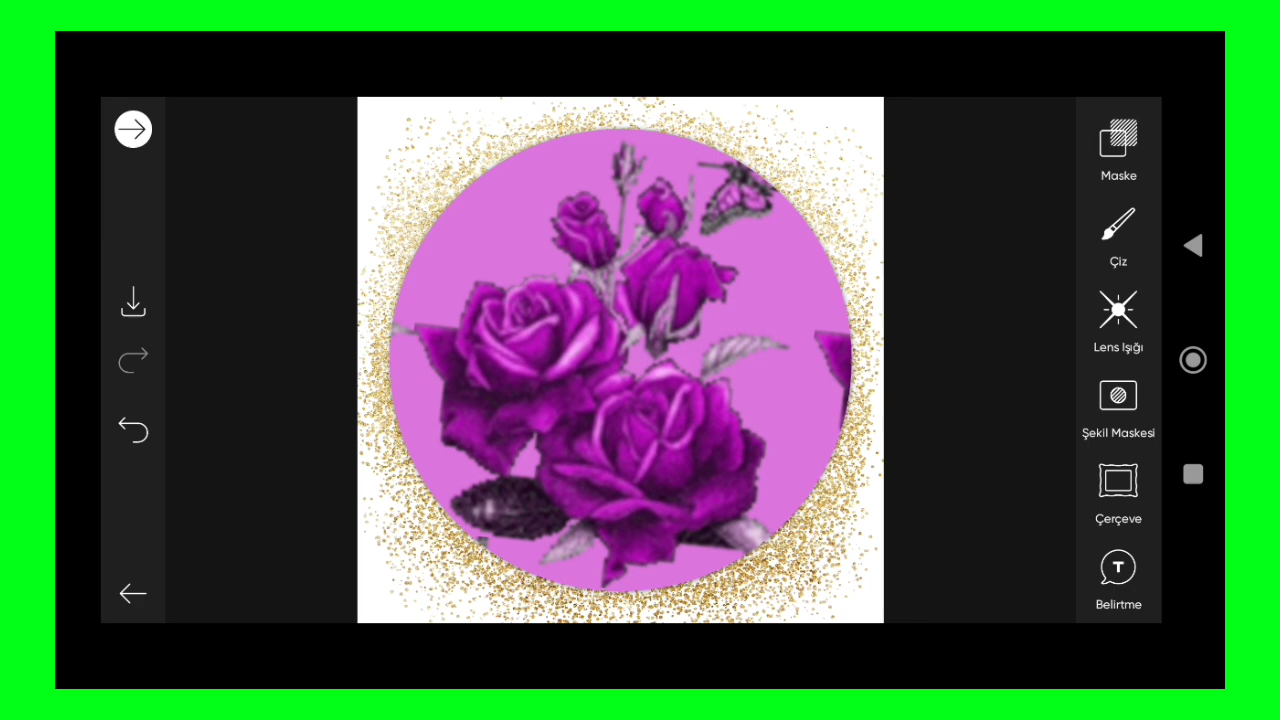 Maske
Çiz
Lens Işığı
Şekil Maskesi
Çerçeve
T
Belirtme